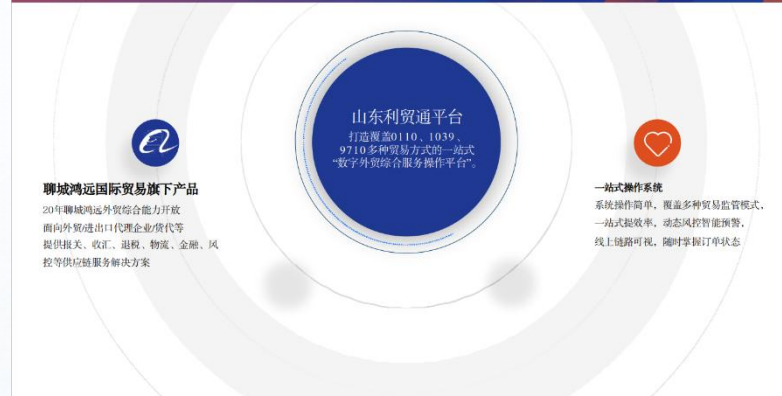 山东利贸通平台
打造覆盖0110、1039、
9710多种贸易方式的一站式
“数字外贸综合服务操作平台”。
聊城鸿远国际贸易旗下产品
20年聊城鸿远外贸综合能力开放
面向外贸/进出口代理企业/货代等
提供报关、收汇、退税、物流、金融、风
控等供应链服务解决方案
一站式操作系统
系统操作简单，覆盖多种贸易监管模式，
一站式提效率，动态风控智能预警，
线上链路可视，随时掌握订单状态